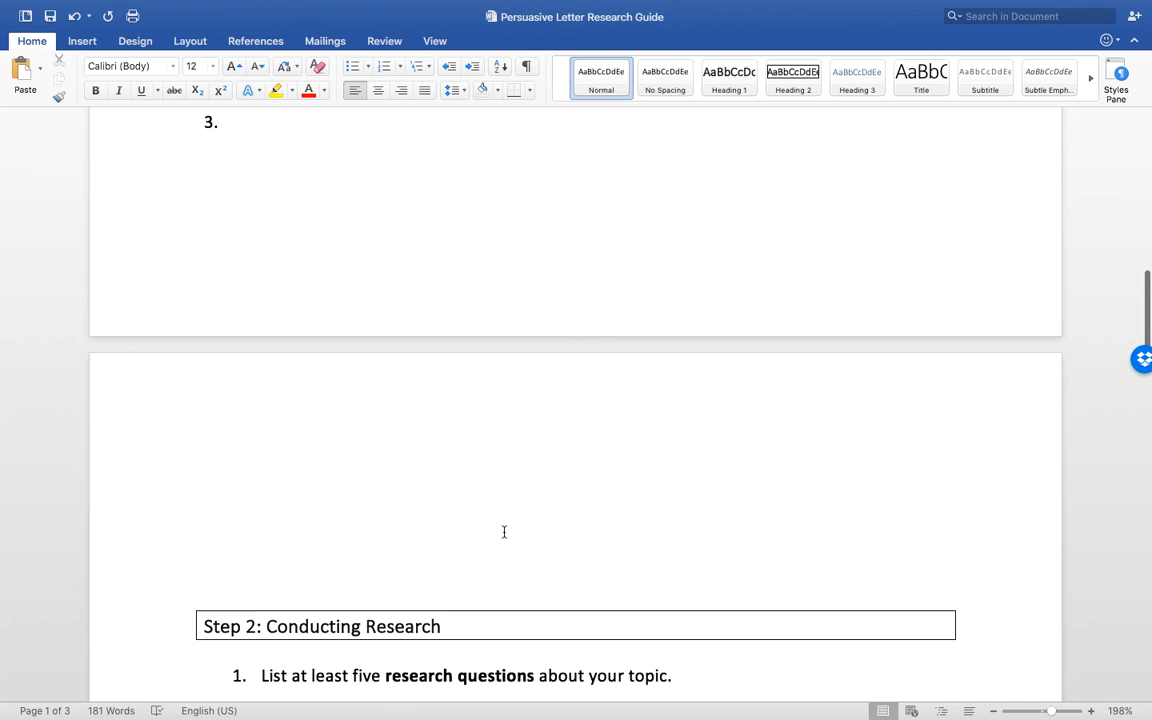 Persuasive Letter Research Guide
Search in Document
Home Insert Design Layout References Mailings Review View
Paste
Calibri (Body) 12
AaBbCcDdEe AaBbCcDdEe AaBbCcDc AaBbCcDdEe AaBbCcDdEe AaBbC AaBbCcDdEe AaBbCcDdEe
Normal No Spacing Heading 1 Heading 2 Heading 3 Title Subtitle Subtle Emph...
Styles
Pane
3.
Step 2: Conducting Research
1. List at least five research questions about your topic.
Page 1 of 3 181 Words English (US) 198%